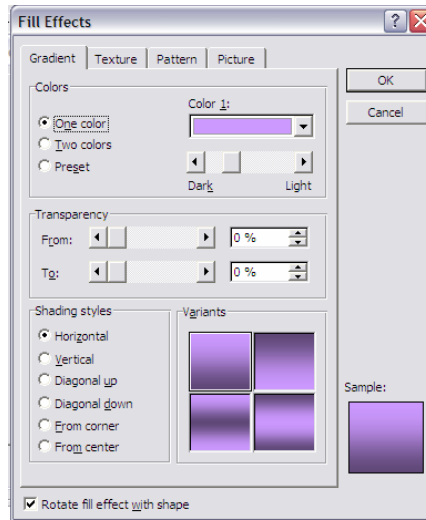 Fill Effects
Gradient Texture Pattern Picture
OK
Cancel
Colors
One color
Two colors
Preset
Color 1:
Dark Light
Transparency
From: 0 %
To: 0 %
Shading styles
Horizontal
Vertical
Diagonal up
Diagonal down
From corner
From center
Variants
Sample:
Rotate fill effect with shape